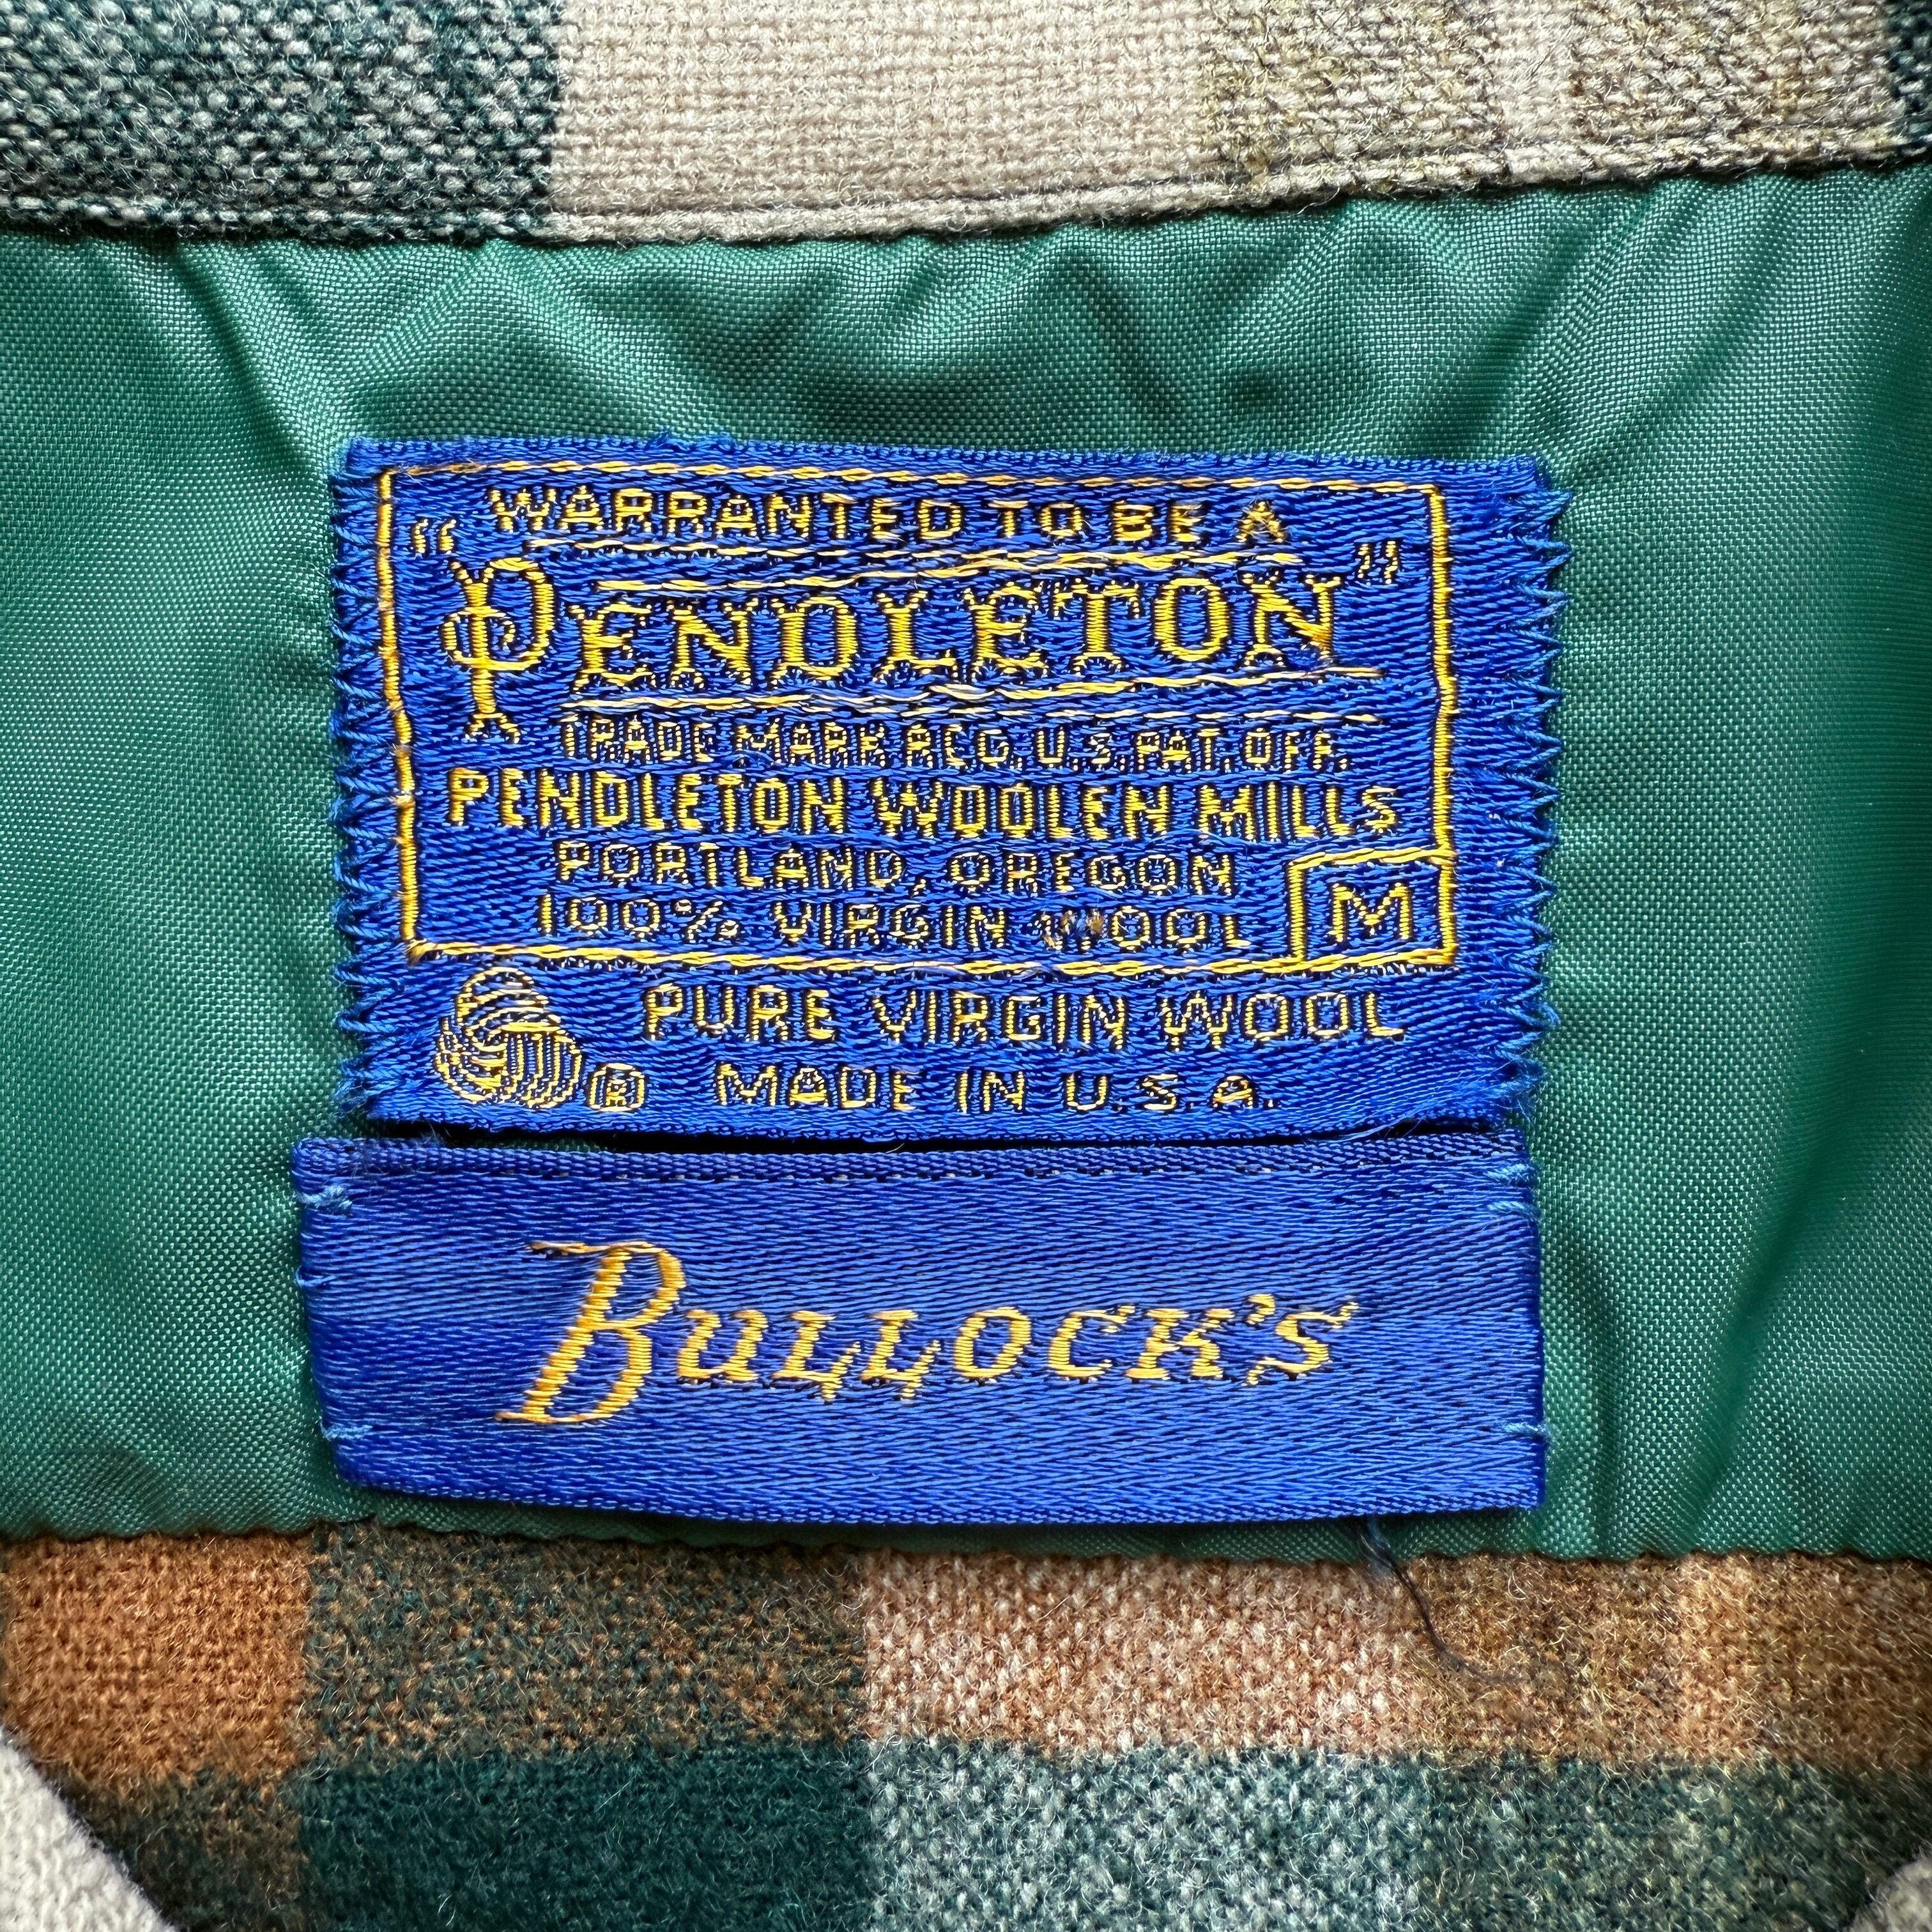 WARRANTED TO BE A
"PENDLETON"
TRADE MARK REG. U.S. PAT. OFF.
PENDLETON WOOLEN MILLS
PORTLAND, OREGON
100% VIRGIN WOOL M
PURE VIRGIN WOOL
® MADE IN U.S.A.
BULLOCK'S